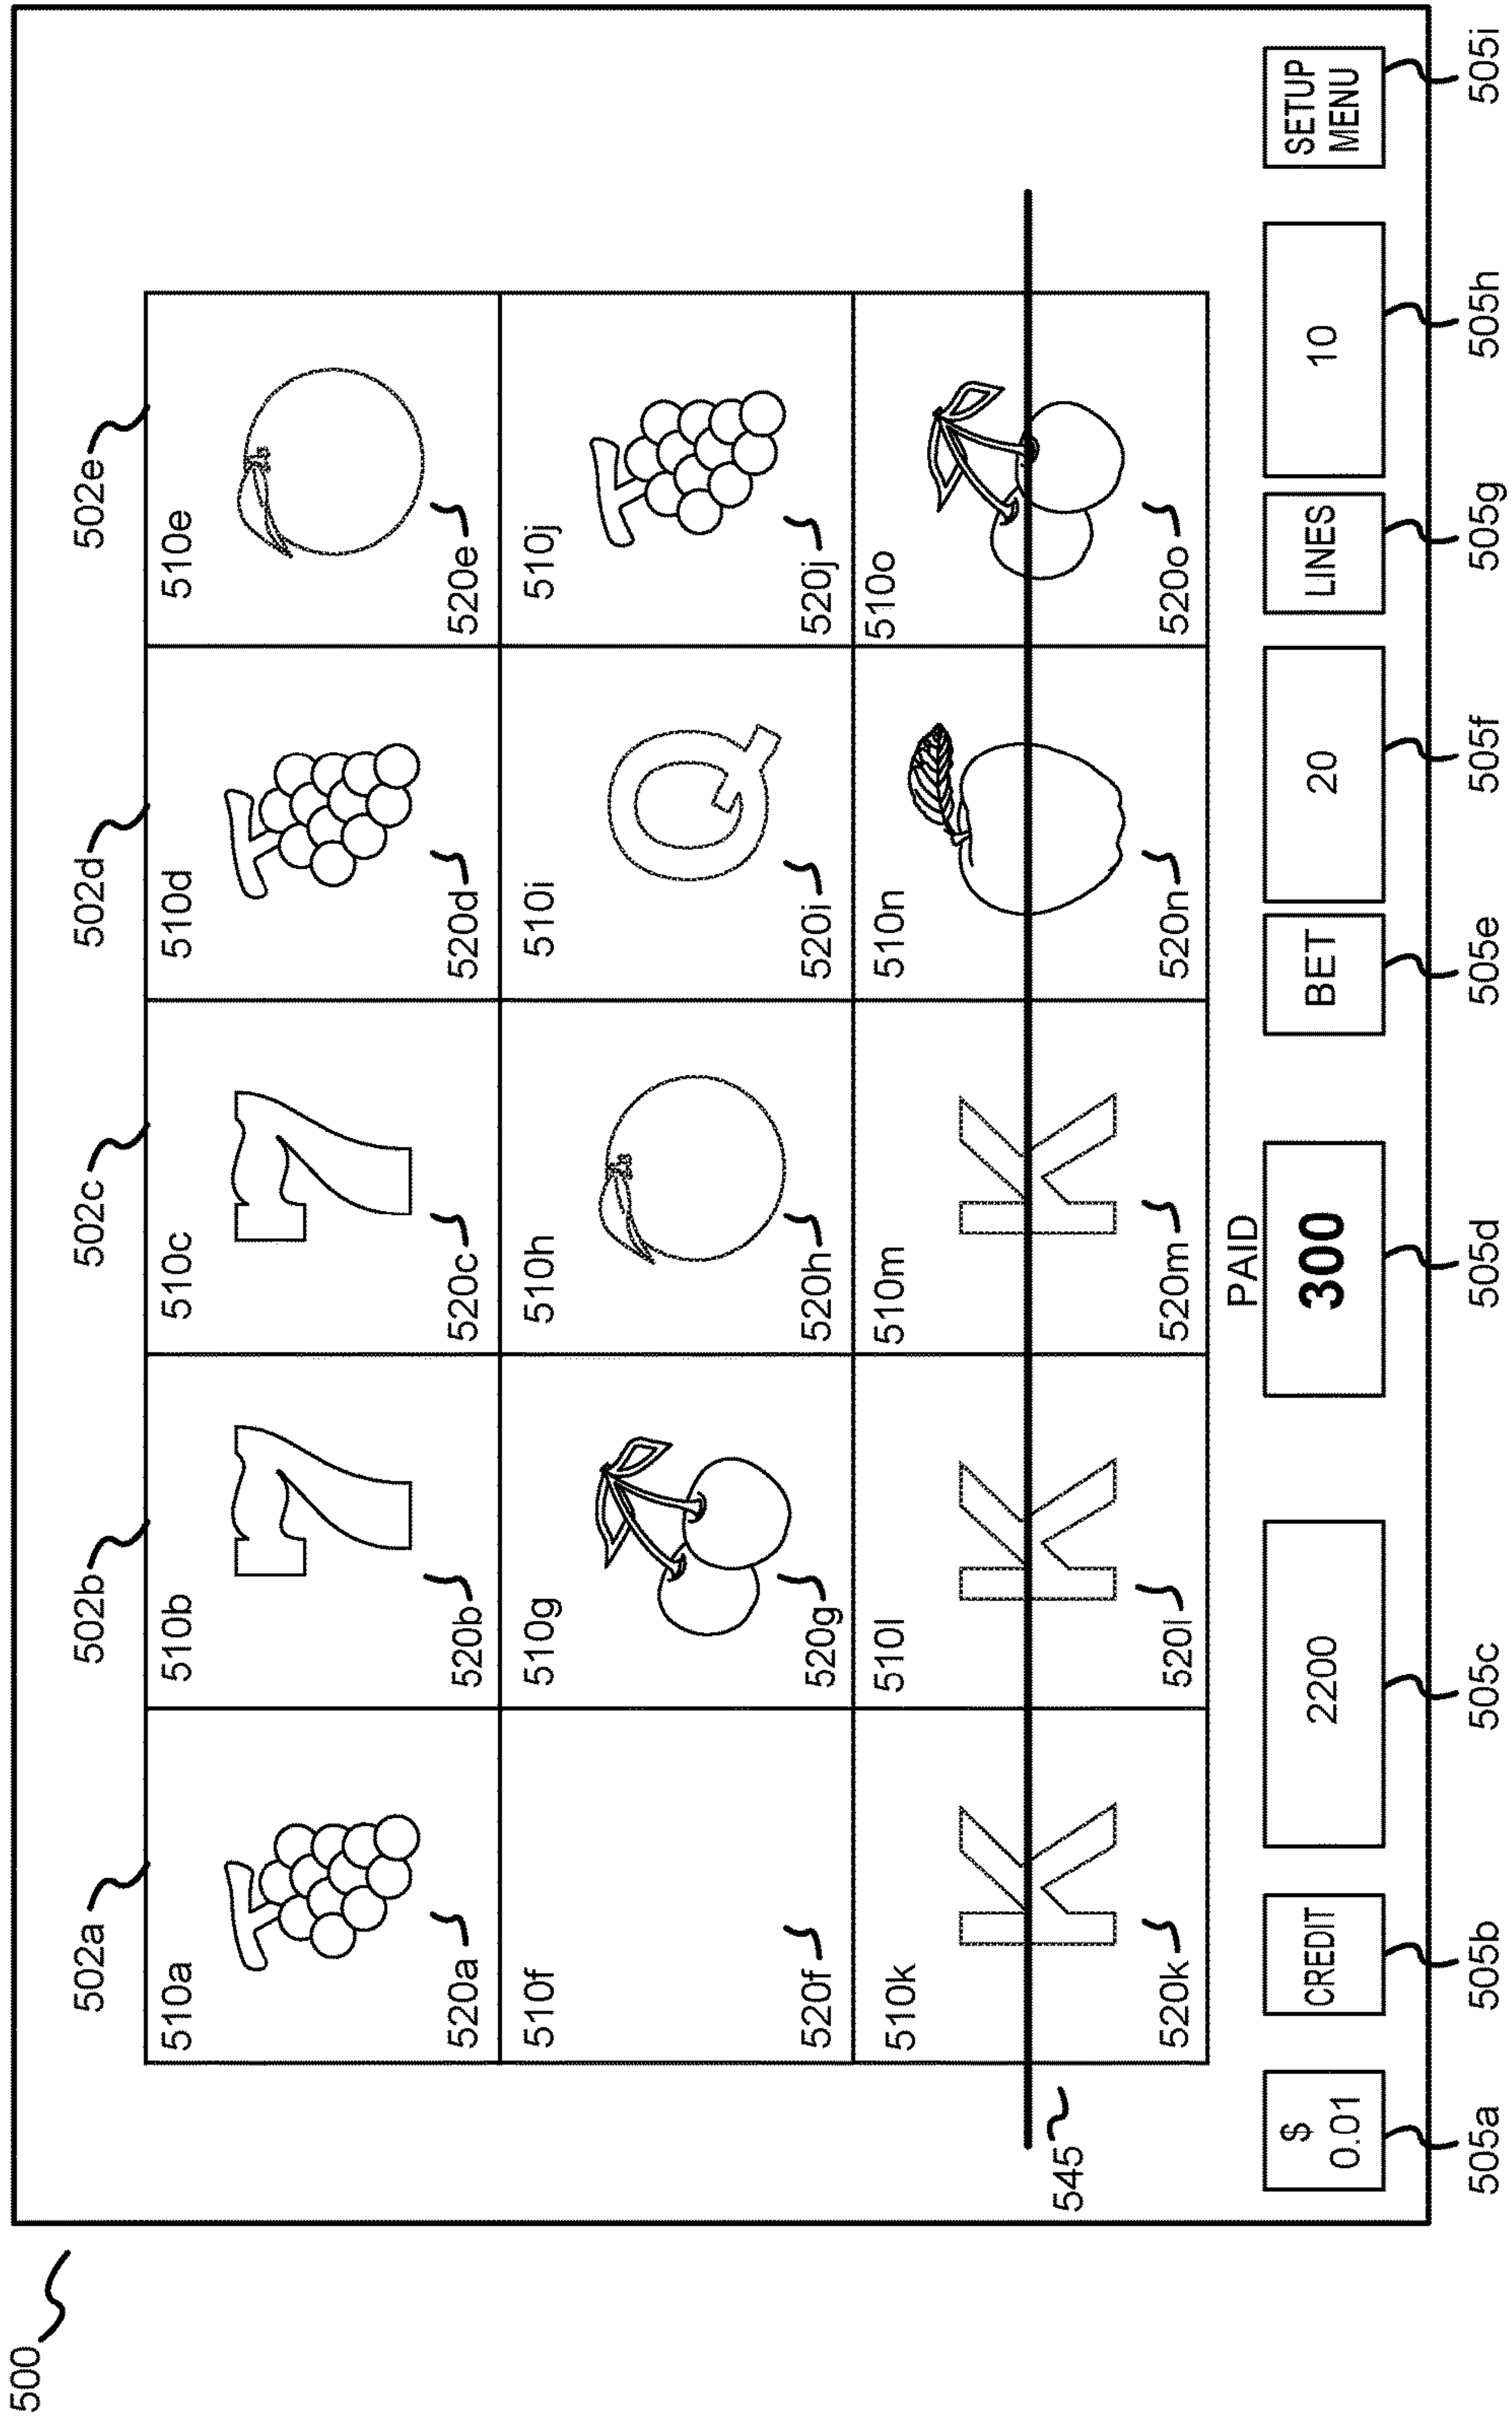 500
502a 502b 502c 502d 502e
510a 510b 510c 510d 510e
7 7
520a 520b 520c 520d 520e
510f 510g 510h 510i 510j
Q
520f 520g 520h 520i 520j
510k 510l 510m 510n 510o
K K K
545
520k 520l 520m 520n 520o
PAID
$ 0.01 CREDIT 2200 300 BET 20 LINES 10 SETUP MENU
505a 505b 505c 505d 505e 505f 505g 505h 505i